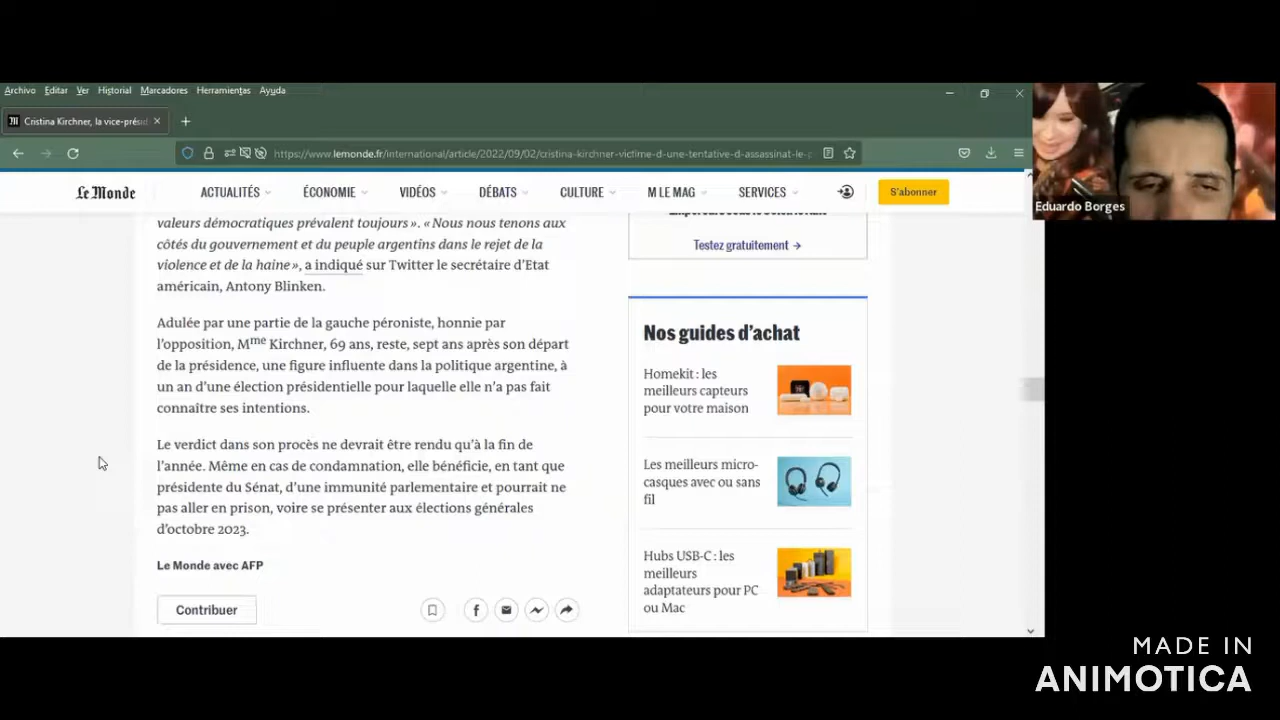 Archivo Editar Ver Historial Marcadores Herramientas Ayuda
Cristina Kirchner, la vice-présid
https://www.lemonde.fr/international/article/2022/09/02/cristina-kirchner-victime-d-une-tentative-d-assassinat-le-p
Eduardo Borges
Le Monde
ACTUALITÉS ÉCONOMIE VIDÉOS DÉBATS CULTURE M LE MAG SERVICES
S'abonner
valeurs démocratiques prévalent toujours ». « Nous nous tenons aux
côtés du gouvernement et du peuple argentins dans le rejet de la
violence et de la haine », a indiqué sur Twitter le secrétaire d'Etat
américain, Antony Blinken.
Adulée par une partie de la gauche péroniste, honnie par
l'opposition, Mme Kirchner, 69 ans, reste, sept ans après son départ
de la présidence, une figure influente dans la politique argentine, à
un an d'une élection présidentielle pour laquelle elle n'a pas fait
connaître ses intentions.
Le verdict dans son procès ne devrait être rendu qu'à la fin de
l'année. Même en cas de condamnation, elle bénéficie, en tant que
présidente du Sénat, d'une immunité parlementaire et pourrait ne
pas aller en prison, voire se présenter aux élections générales
d'octobre 2023.
Le Monde avec AFP
Contribuer
Testez gratuitement →
Nos guides d'achat
Homekit : les
meilleurs capteurs
pour votre maison
Les meilleurs micro-
casques avec ou sans
fil
Hubs USB-C : les
meilleurs
adaptateurs pour PC
ou Mac
MADE IN
ANIMOTICA